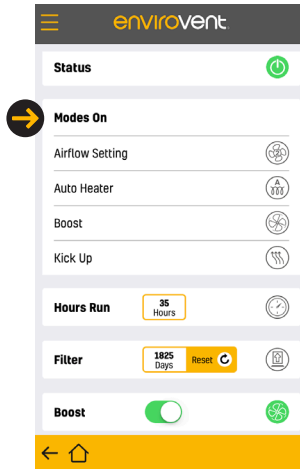 envirovent
Status
Modes On
Airflow Setting
Auto Heater
A
Boost
Kick Up
Hours Run
35
Hours
Filter
1825
Days
Reset
Boost